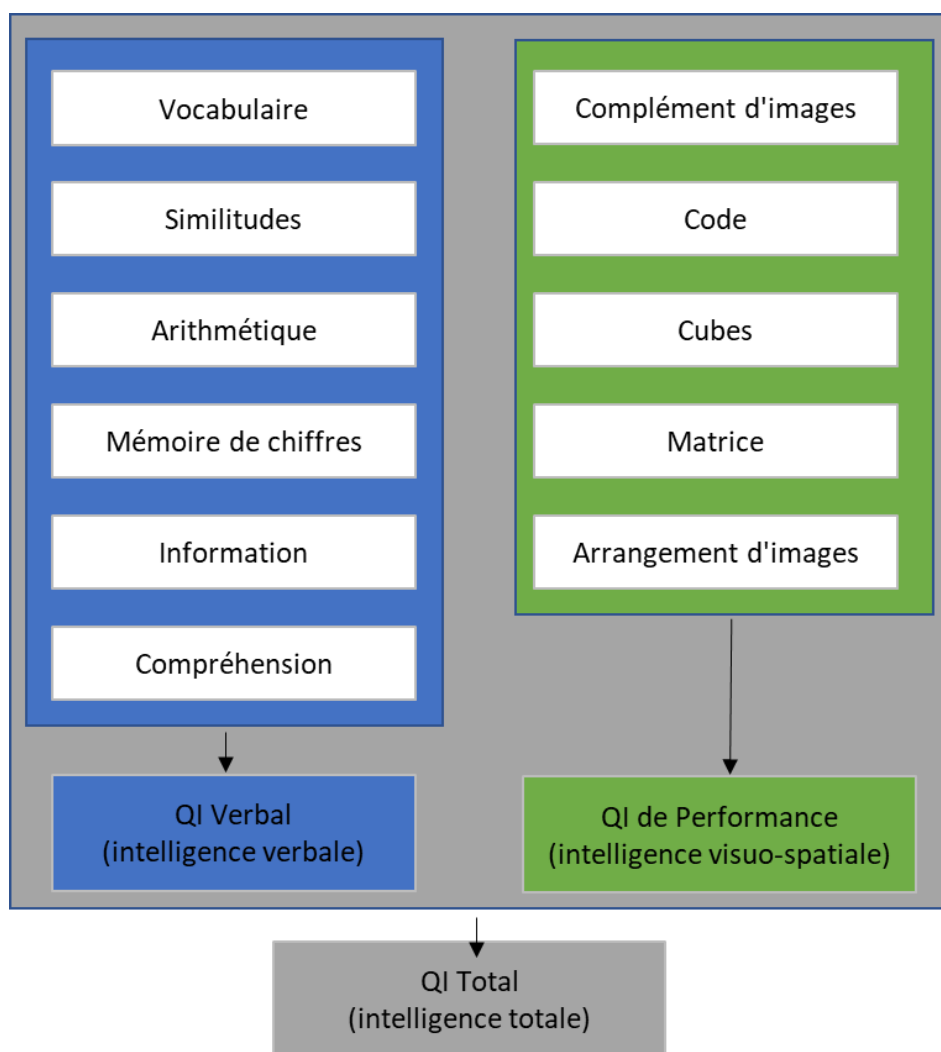 Vocabulaire
Similitudes
Arithmétique
Mémoire de chiffres
Information
Compréhension
QI Verbal
(intelligence verbale)
Complément d'images
Code
Cubes
Matrice
Arrangement d'images
QI de Performance
(intelligence visuo-spatiale)
QI Total
(intelligence totale)